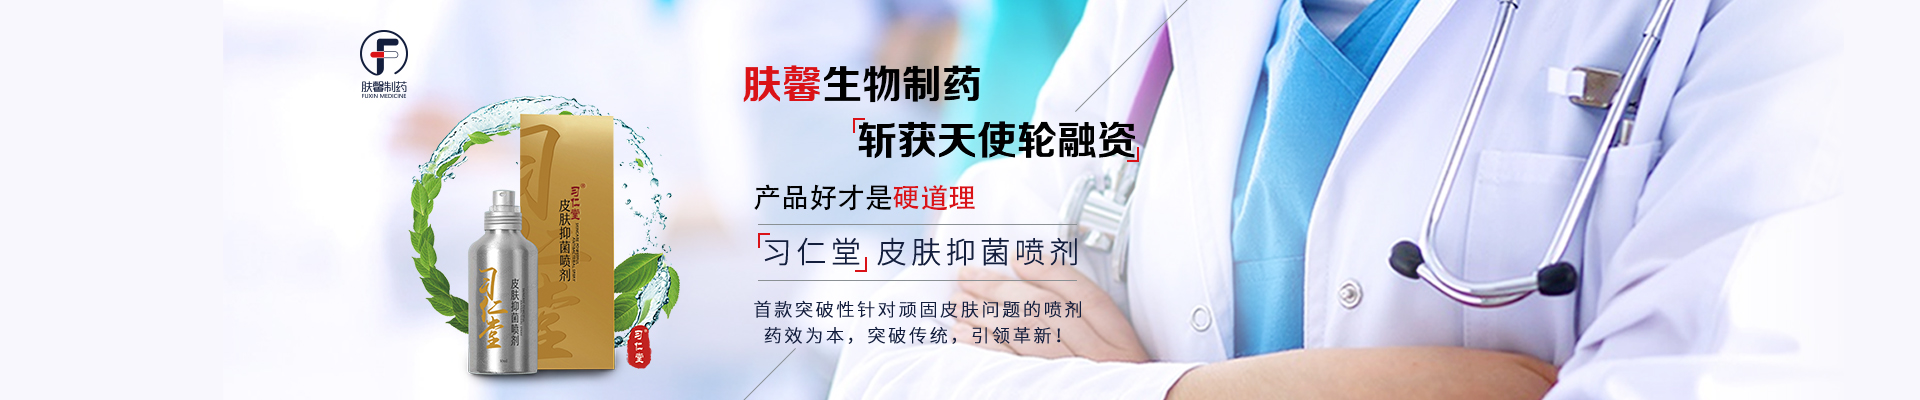 肤馨制药
FUXIN MEDICINE
肤馨生物制药
「斩获天使轮融资」
产品好才是硬道理
「习仁堂」皮肤抑菌喷剂
首款突破性针对顽固皮肤问题的喷剂
药效为本，突破传统，引领革新！
习仁堂®
皮肤抑菌喷剂
习仁堂
习仁堂
皮肤抑菌喷剂
习仁堂